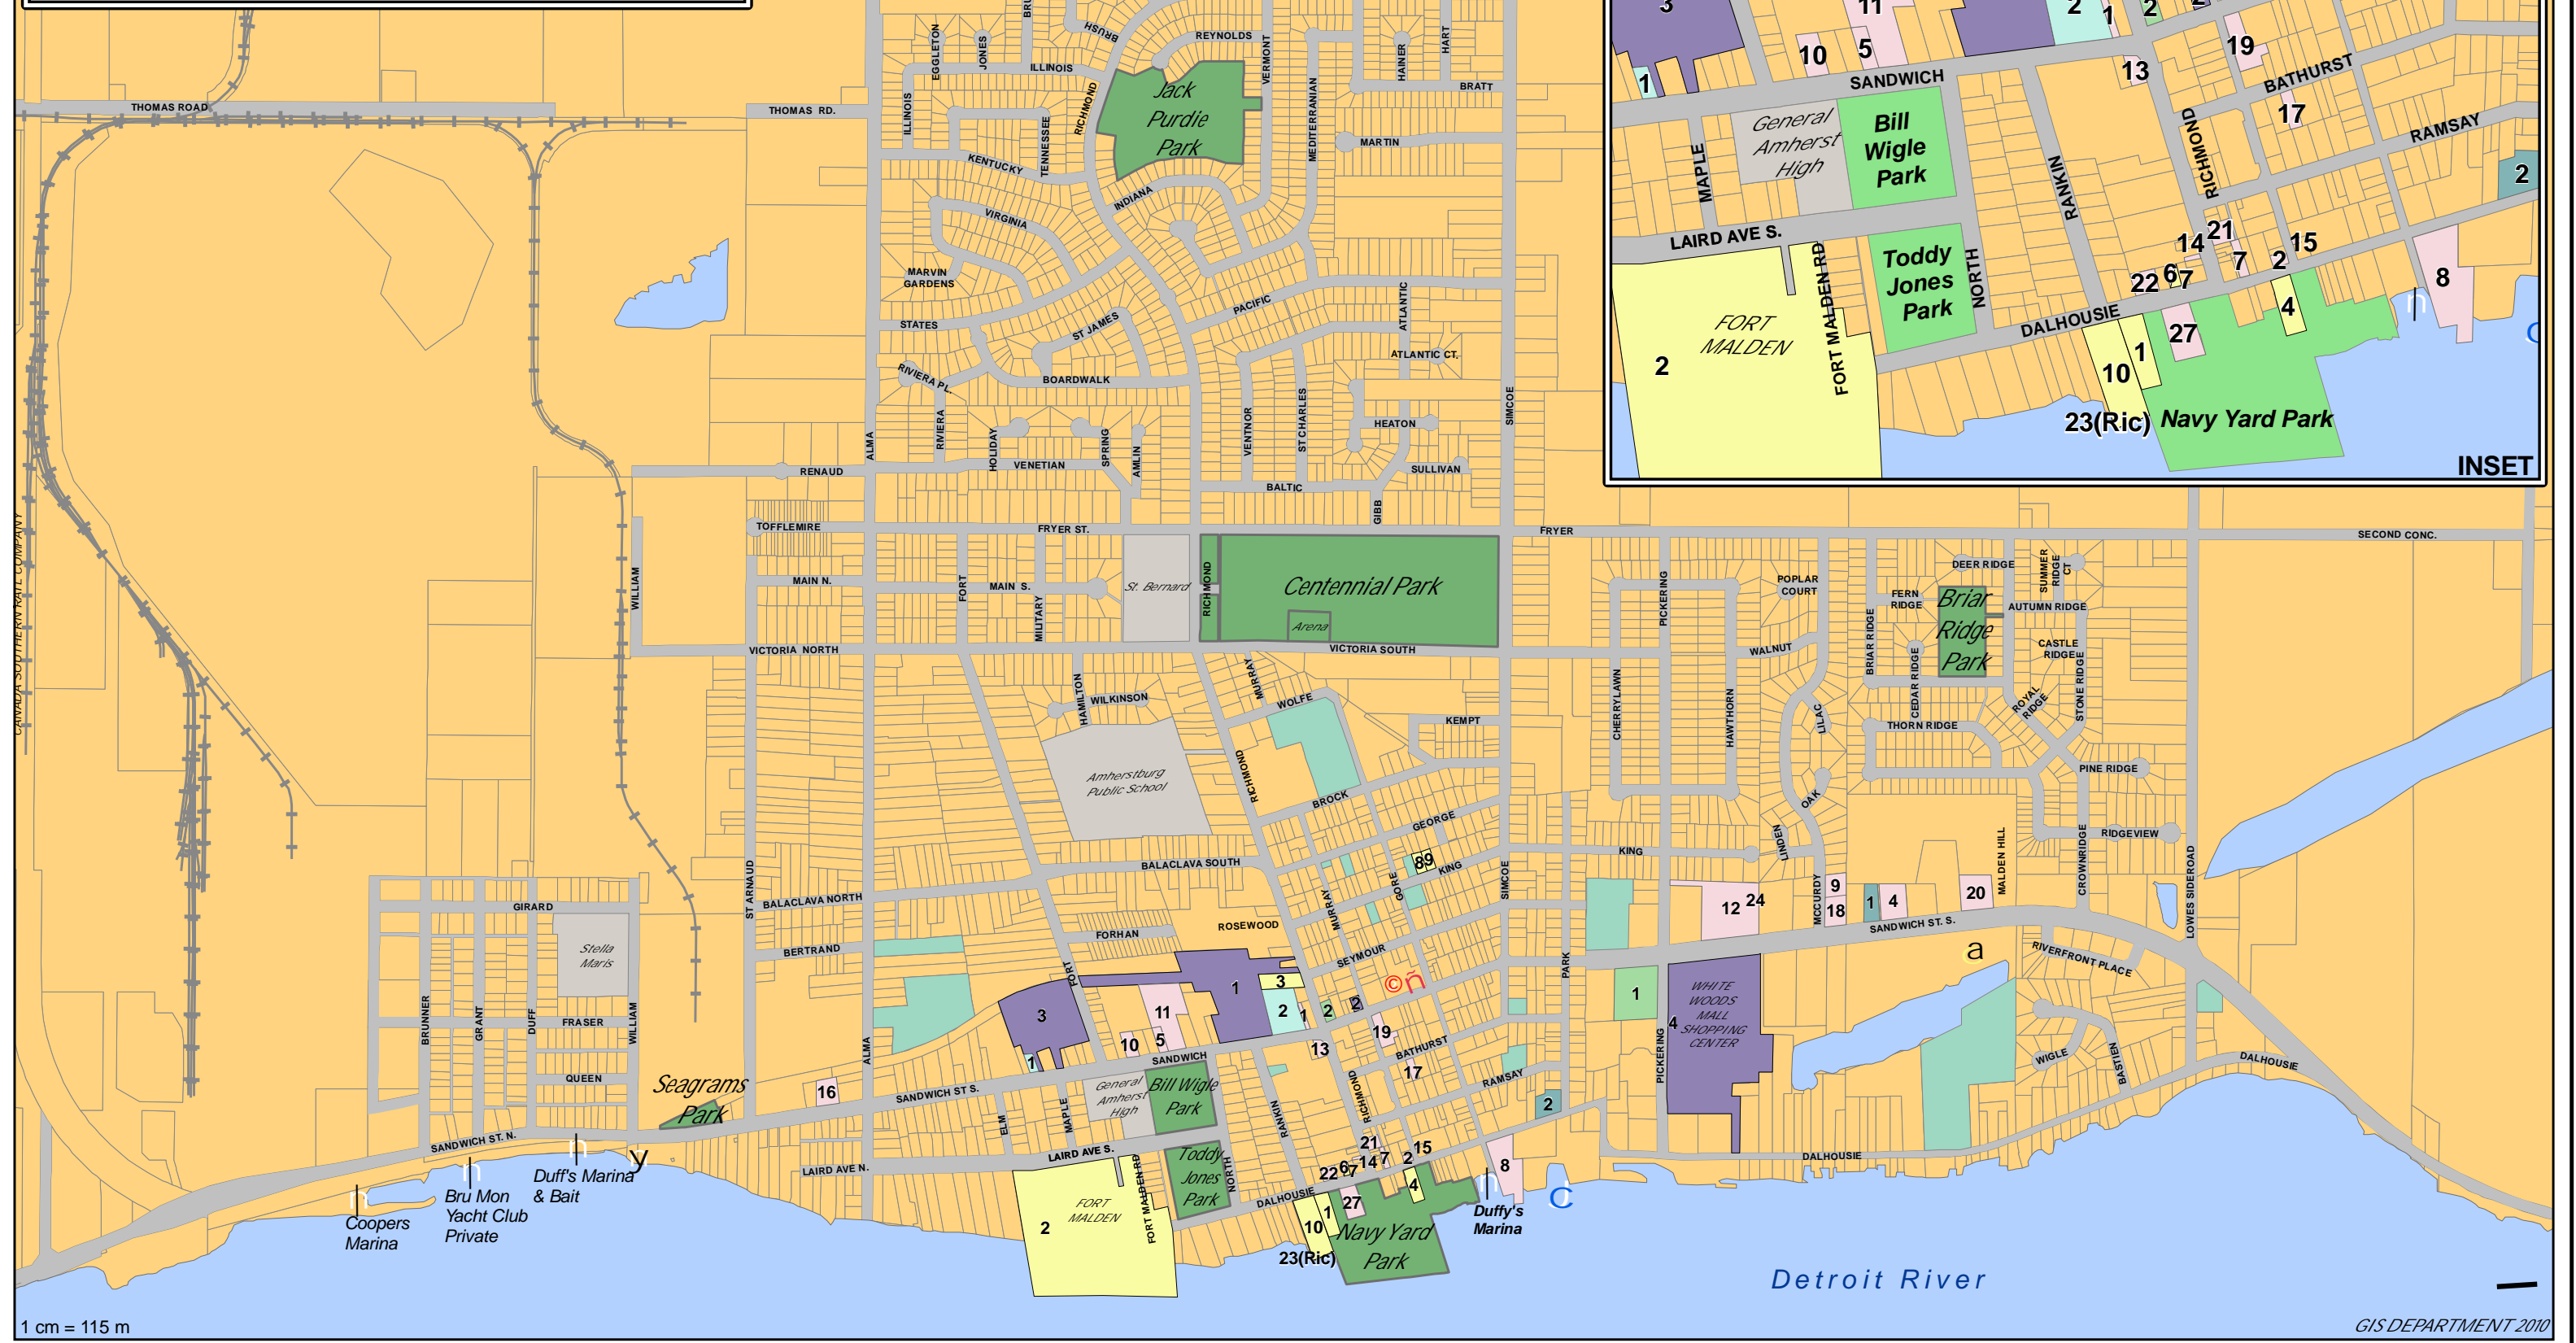 THOMAS ROAD
THOMAS RD.
EGGLETON
JONES
BRUSH
REYNOLDS
VERMONT
HAINER
HART
ILLINOIS
ILLINOIS
RICHMOND
Jack
Purdie
Park
MEDITERRANIAN
BRATT
MARTIN
TENNESSEE
KENTUCKY
INDIANA
VIRGINIA
MARVIN
GARDENS
STATES
ST JAMES
PACIFIC
ATLANTIC
ATLANTIC CT.
RIVIERA PL.
BOARDWALK
RIVIERA
HOLIDAY
SPRING
AMLIN
VENTNOR
ST CHARLES
HEATON
SIMCOE
ALMA
RENAUD
VENETIAN
SULLIVAN
BALTIC
GIBB
TOFFLEMIRE
FRYER ST.
FRYER
SECOND CONC.
CANADA SOUTHERN RAIL COMPANY
WILLIAM
MAIN N.
FORT
MAIN S.
MILITARY
St. Bernard
RICHMOND
Centennial Park
Arena
PICKERING
POPLAR
COURT
BRIAR RIDGE
FERN
RIDGE
DEER RIDGE
SUMMER
RIDGE
CT
Briar
Ridge
Park
AUTUMN RIDGE
CASTLE
RIDGE
STONE RIDGE
ROYAL
RIDGE
CEDAR RIDGE
THORN RIDGE
PINE RIDGE
RIDGEVIEW
VICTORIA NORTH
VICTORIA SOUTH
WALNUT
CHERRYLAWN
HAWTHORN
LILAC
OAK
LINDEN
HAMILTON
WILKINSON
MURRAY
WOLFE
KEMPT
RICHMOND
Amherstburg
Public School
BROCK
GEORGE
KING
KING
89
GORE
MURRAY
SIMCOE
BALACLAVA SOUTH
BALACLAVA NORTH
ST ARNAUD
BERTRAND
FORHAN
ROSEWOOD
SEYMOUR
FORT
GIRARD
Stella
Maris
BRUNNER
GRANT
DUFF
FRASER
WILLIAM
QUEEN
SANDWICH ST. N.
Seagrams
Park
16
ALMA
SANDWICH ST S.
SANDWICH
3
1
10
11
5
1
3
2
1
2
2
©ñ
19
13
BATHURST
17
RAMSAY
2
PARK
1
PICKERING
4
WHITE
WOODS
MALL
SHOPPING
CENTER
12
24
MCCURDY
9
18
1
4
20
SANDWICH ST. S.
MALDEN HILL
CROWNRIDGE
LOWES SIDEROAD
a
RIVERFRONT PLACE
WIGLE
BASTIEN
DALHOUSE
DALHOUSIE
ELM
MAPLE
General
Amherst
High
Bill Wigle
Park
LAIRD AVE N.
LAIRD AVE S.
Toddy
Jones
Park
NORTH
RANKIN
RICHMOND
FORT
MALDEN
2
FORT MALDEN RD
DALHOUSIE
21
22
6
7
14
7
2
15
4
27
1
10
23(Ric)
Navy Yard
Park
8
n
Duffy's
Marina
C
n
Coopers
Marina
n
Bru Mon
Yacht Club
Private
n
Duff's Marina
& Bait
y
Detroit River
1 cm = 115 m
GIS DEPARTMENT 2010
3
11
10
5
1
2
1
2
2
19
13
SANDWICH
BATHURST
17
RAMSAY
2
General
Amherst
High
Bill
Wigle
Park
MAPLE
RANKIN
RICHMOND
LAIRD AVE S.
FORT MALDEN RD
Toddy
Jones
Park
NORTH
FORT
MALDEN
2
DALHOUSIE
21
14
15
7
2
22
6
7
4
8
n
C
27
1
10
23(Ric)
Navy Yard Park
INSET